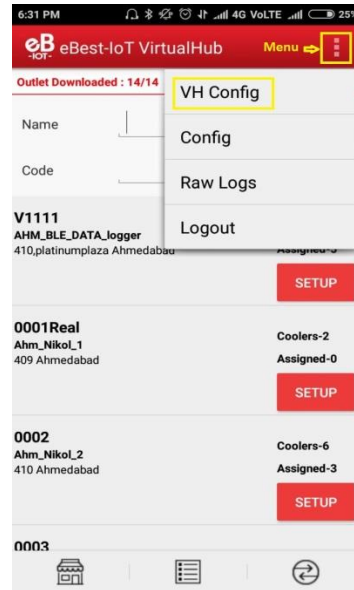 6:31 PM 4G VoLTE 25%
eB -IOT- eBest-IoT VirtualHub Menu
Outlet Downloaded : 14/14
VH Config
Name
Config
Code
Raw Logs
Logout
V1111
AHM_BLE_DATA_logger
410,platinumplaza Ahmedabad
SETUP
0001Real
Ahm_Nikol_1
Coolers-2
409 Ahmedabad
Assigned-0
SETUP
0002
Ahm_Nikol_2
Coolers-6
410 Ahmedabad
Assigned-3
SETUP
0003